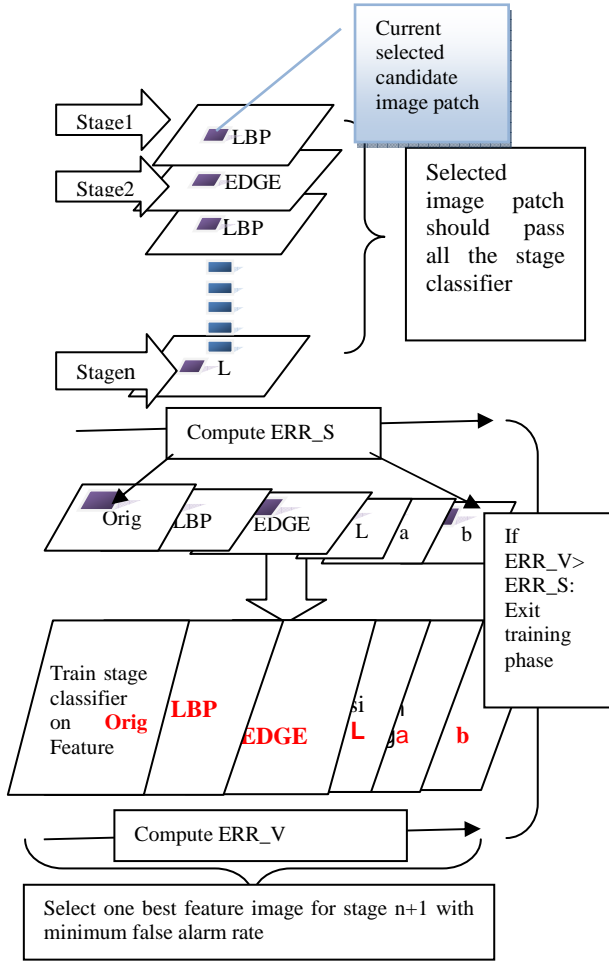 Current
selected
candidate
image patch
Stage1
LBP
Stage2
EDGE
LBP
Selected
image patch
should pass
all the stage
classifier
Stagen
L
Compute ERR_S
Orig
LBP
EDGE
L
a
b
If
ERR_V>
ERR_S:
Exit
training
phase
Train stage
classifier
on Orig
Feature
LBP
EDGE
si
L
a
b
Compute ERR_V
Select one best feature image for stage n+1 with
minimum false alarm rate